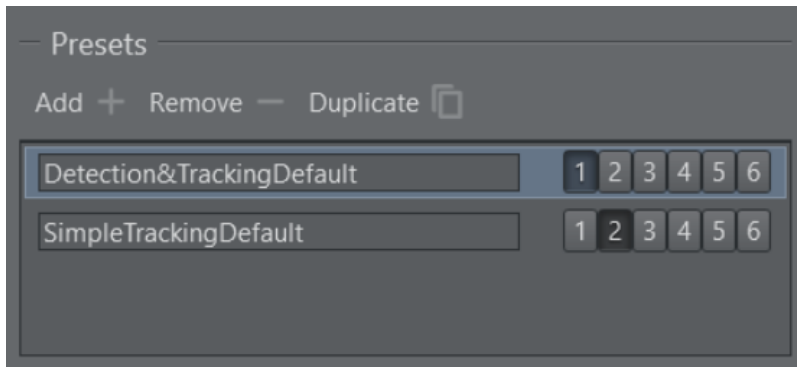 Presets
Add Remove Duplicate
Detection&TrackingDefault 1 2 3 4 5 6
SimpleTrackingDefault 1 2 3 4 5 6